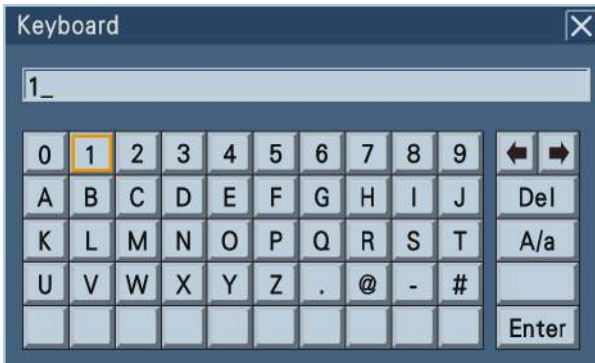 Keyboard
1_
0 1 2 3 4 5 6 7 8 9
A B C D E F G H I J Del
K L M N O P Q R S T A/a
U V W X Y Z . @ - #
Enter